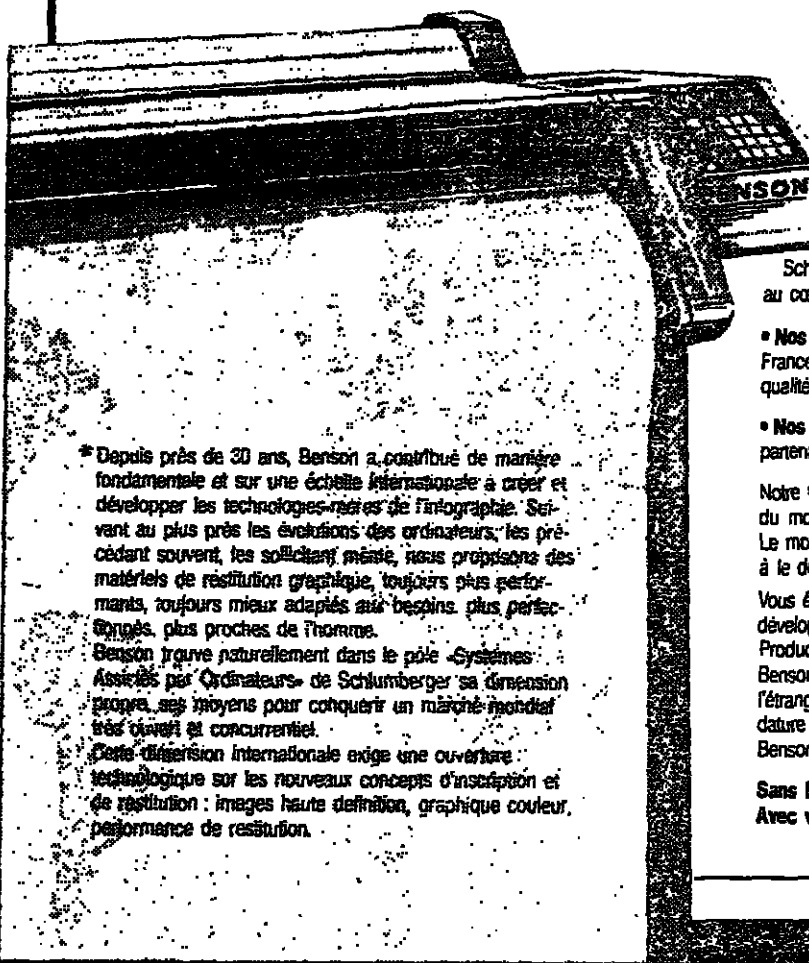 NSON
* Depuis près de 30 ans, Benson a contribué de manière
fondamentale et sur une échelle internationale à créer et
développer les technologies-mères de l'infographie. Sui-
vant au plus près les évolutions des ordinateurs, les pré-
cédant souvent, les sollicitant même, nous proposons des
matériels de restitution graphique, toujours plus perfor-
mants, toujours mieux adaptés aux besoins. plus perfec-
tionnés, plus proches de l'homme.
Benson trouve naturellement dans le pôle «Systèmes
Assistés par Ordinateurs» de Schlumberger sa dimension
propre, ses moyens pour conquérir un marché mondial
très ouvert et concurrentiel.
Cette dimension internationale exige une ouverture
technologique sur les nouveaux concepts d'inscription et
de restitution : images haute definition, graphique couleur,
performance de restitution.
Sch
au co
• Nos
France
qualité
• Nos
partena
Notre
du mo
Le mo
à le d
Vous é
dévelop
Produc
Benson
l'étrang
dature
Benson
Sans l
Avec v